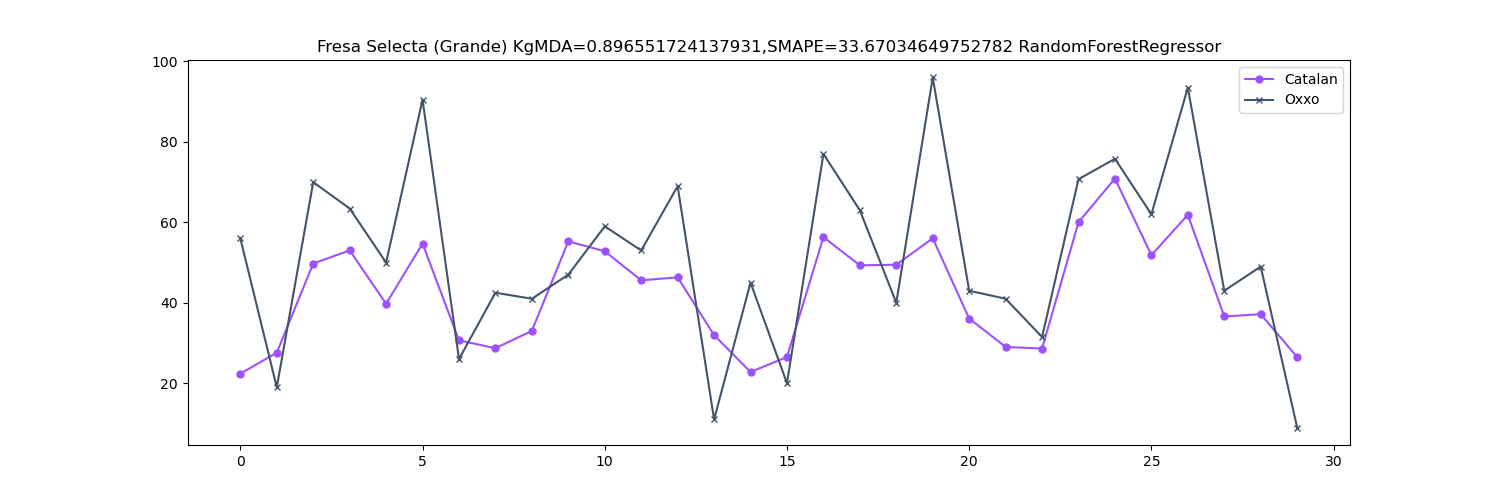 Fresa Selecta (Grande) KgMDA=0.896551724137931,SMAPE=33.67034649752782 RandomForestRegressor
Catalan
Oxxo
100
80
60
40
20
0 5 10 15 20 25 30